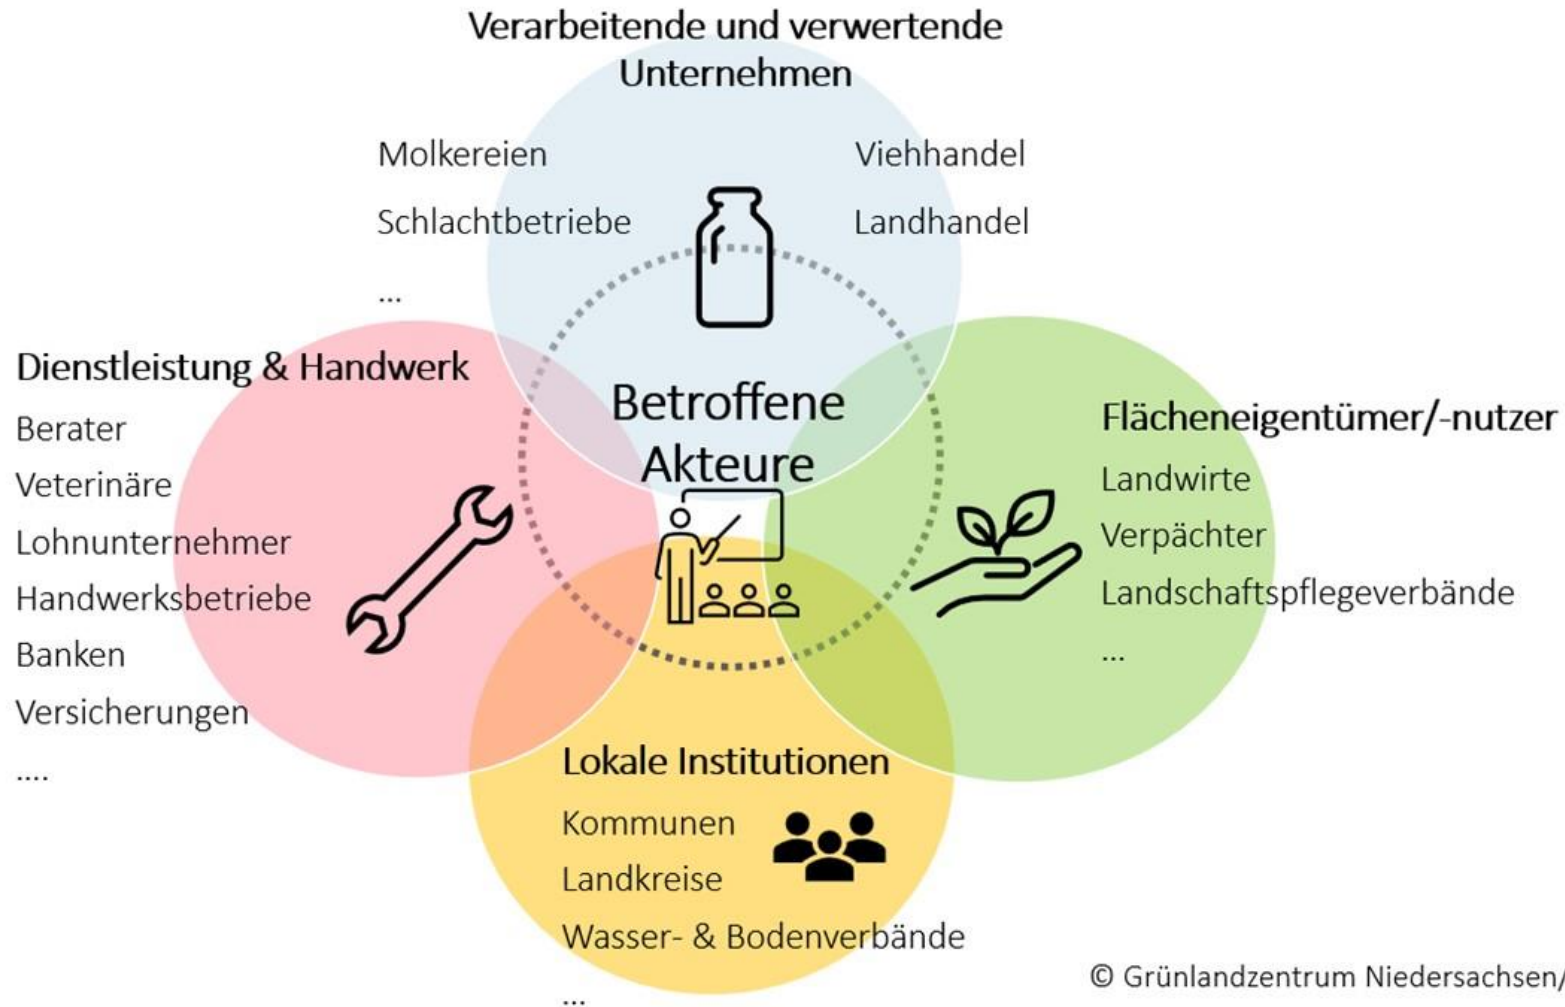 Verarbeitende und verwertende
Unternehmen
Molkereien
Schlachtbetriebe
...
Viehhandel
Landhandel
Dienstleistung & Handwerk
Berater
Veterinäre
Lohnunternehmer
Handwerksbetriebe
Banken
Versicherungen
....
Betroffene
Akteure
Flächeneigentümer/-nutzer
Landwirte
Verpächter
Landschaftspflegeverbände
...
Lokale Institutionen
Kommunen
Landkreise
Wasser- & Bodenverbände
...
© Grünlandzentrum Niedersachsen/